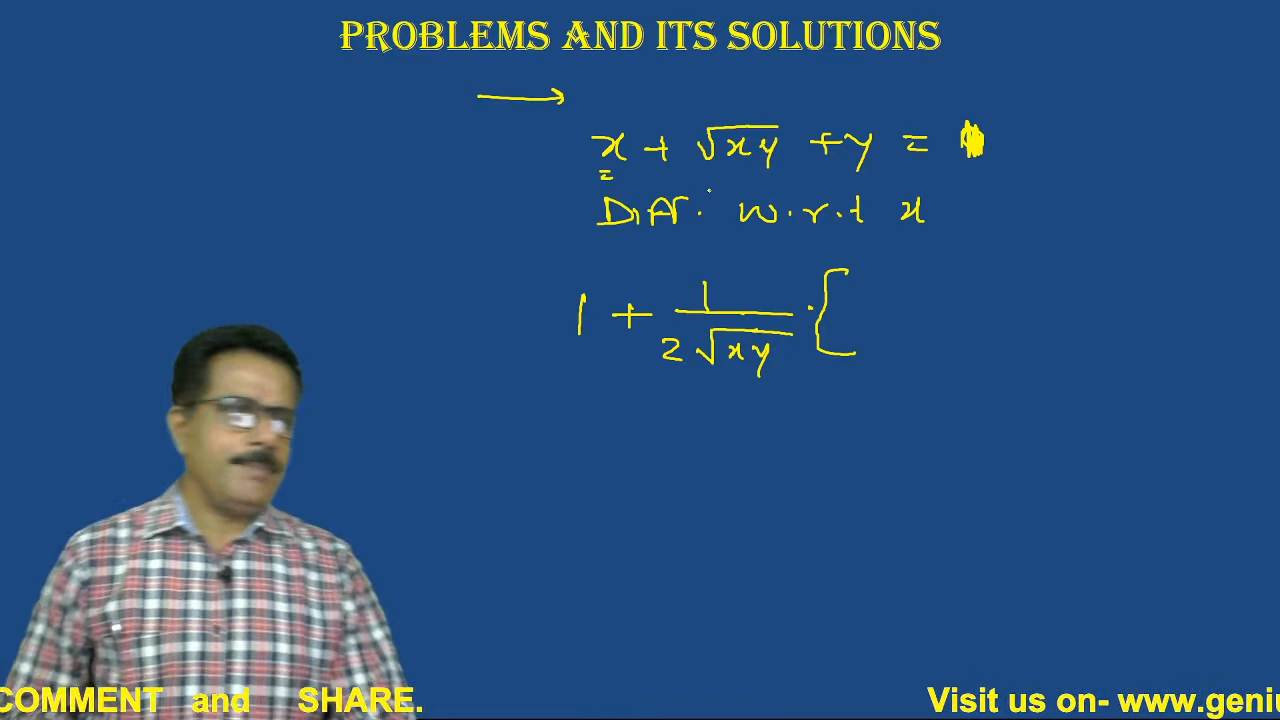 PROBLEMS AND ITS SOLUTIONS
x + √xy + y =
Diff. w.r.t x
1 + 1/2√xy · {
COMMENT and SHARE. Visit us on- www.geni